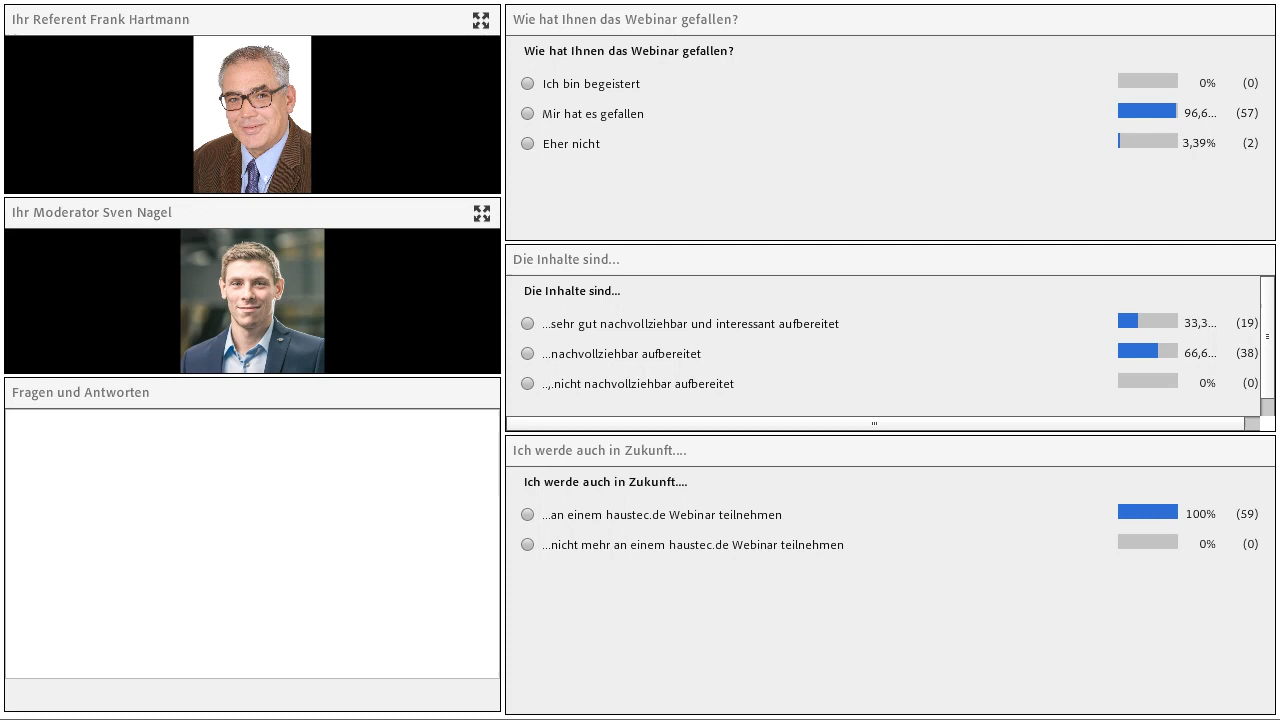 Ihr Referent Frank Hartmann
Ihr Moderator Sven Nagel
Fragen und Antworten
Wie hat Ihnen das Webinar gefallen?
Wie hat Ihnen das Webinar gefallen?
Ich bin begeistert 0% (0)
Mir hat es gefallen 96,6... (57)
Eher nicht 3,39% (2)
Die Inhalte sind...
Die Inhalte sind...
...sehr gut nachvollziehbar und interessant aufbereitet 33,3... (19)
...nachvollziehbar aufbereitet 66,6... (38)
..,.nicht nachvollziehbar aufbereitet 0% (0)
Ich werde auch in Zukunft....
Ich werde auch in Zukunft....
...an einem haustec.de Webinar teilnehmen 100% (59)
...nicht mehr an einem haustec.de Webinar teilnehmen 0% (0)